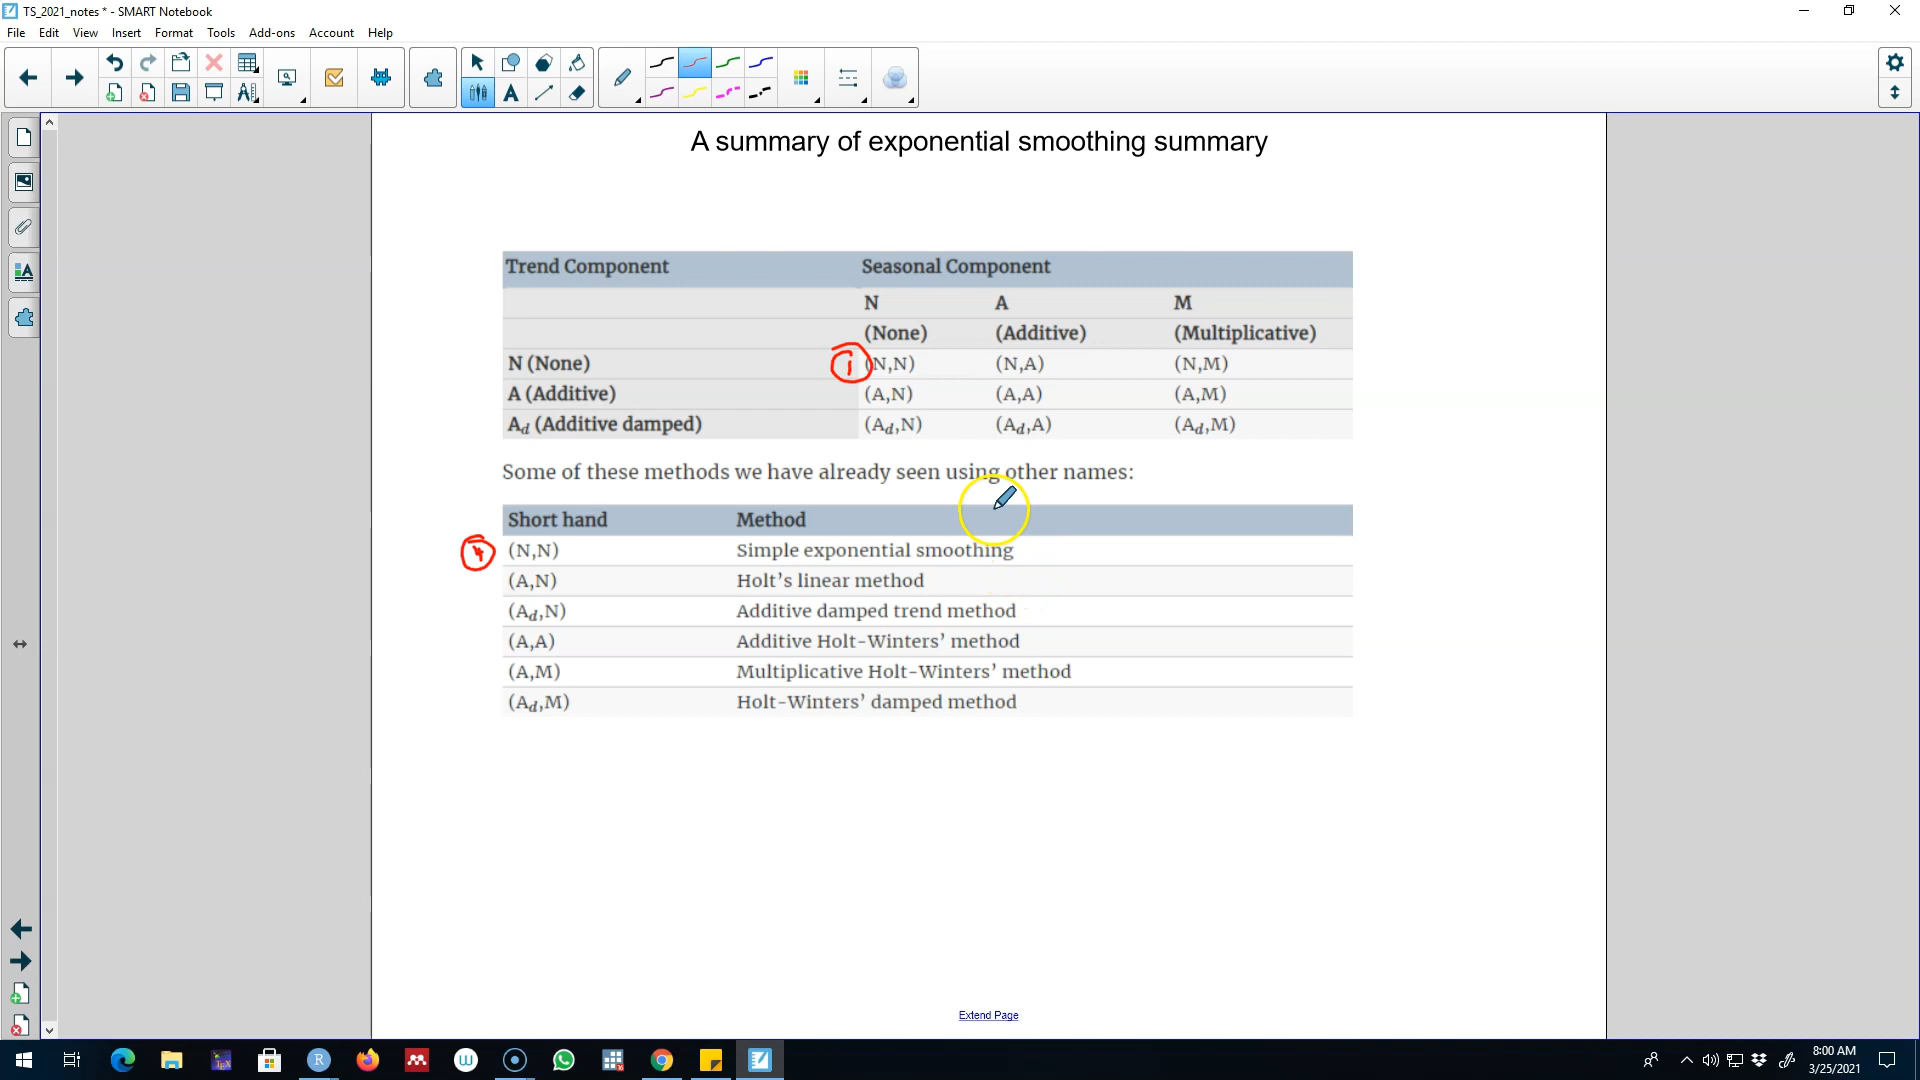 TS_2021_notes * - SMART Notebook
File Edit View Insert Format Tools Add-ons Account Help
A summary of exponential smoothing summary
Trend Component Seasonal Component
N A M
(None) (Additive) (Multiplicative)
N (None) (N,N) (N,A) (N,M)
A (Additive) (A,N) (A,A) (A,M)
Ad (Additive damped) (Ad,N) (Ad,A) (Ad,M)
Some of these methods we have already seen using other names:
Short hand Method
(N,N) Simple exponential smoothing
(A,N) Holt’s linear method
(Ad,N) Additive damped trend method
(A,A) Additive Holt-Winters’ method
(A,M) Multiplicative Holt-Winters’ method
(Ad,M) Holt-Winters’ damped method
Extend Page
8:00 AM
3/25/2021